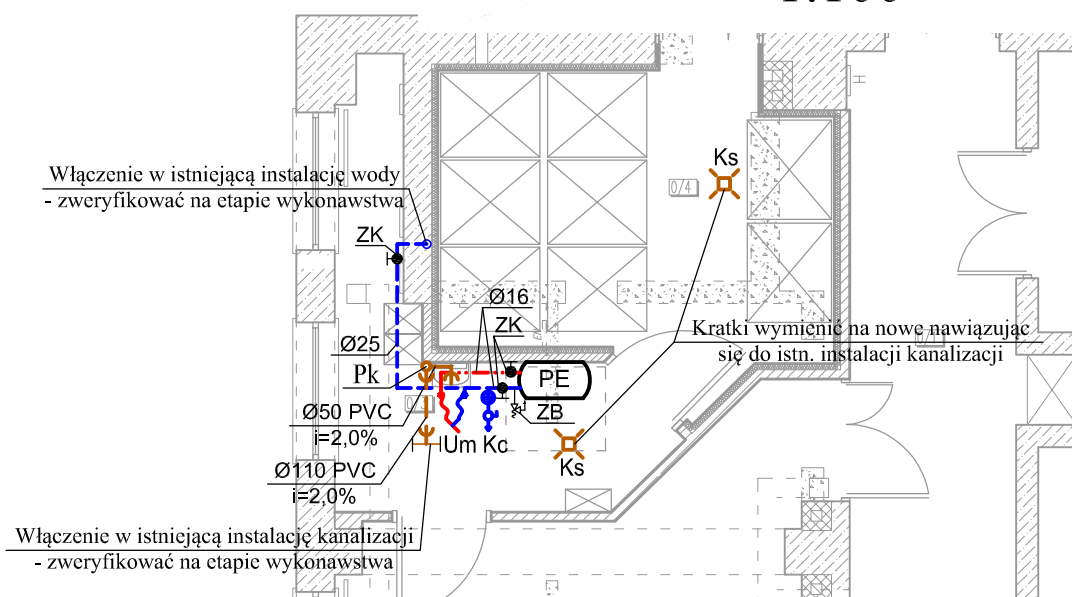 Włączenie w istniejącą instalację wody
- zweryfikować na etapie wykonawstwa
Ks
0/4
ZK
Ø16
ZK
Kratki wymienić na nowe nawiązując
się do istn. instalacji kanalizacji
Ø25
Pk
PE
Ø50 PVC
i=2,0%
ZB
Um Kc
Ks
Ø110 PVC
i=2,0%
Włączenie w istniejącą instalację kanalizacji
- zweryfikować na etapie wykonawstwa